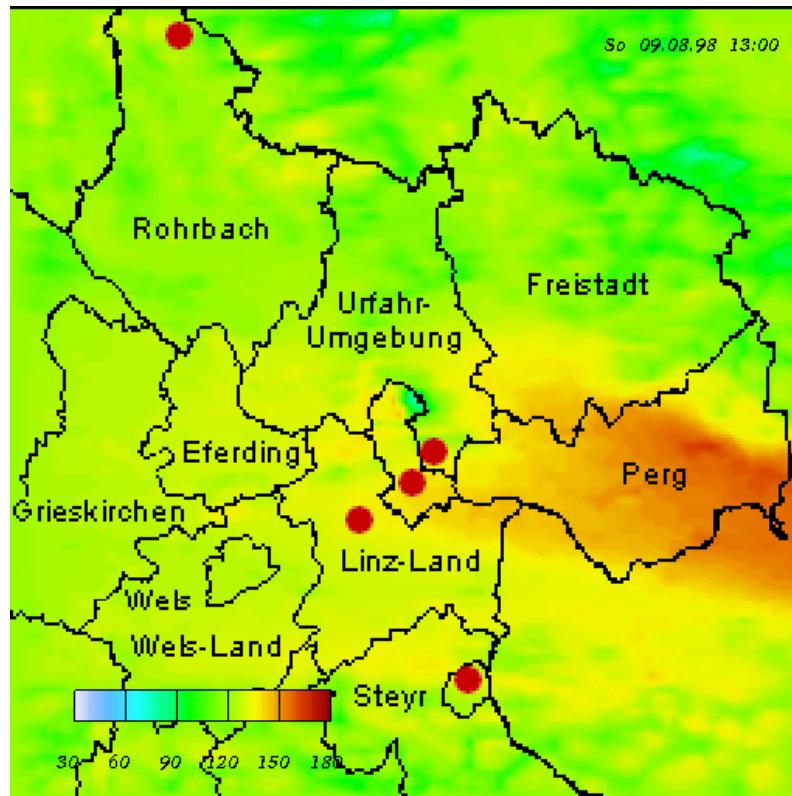 So 09.08.98 13:00
Rohrbach
Freistadt
Urfahr-
Umgebung
Eferding
Perg
Grieskirchen
Linz-Land
Wels
Wels-Land
Steyr
30 60 90 120 150 180